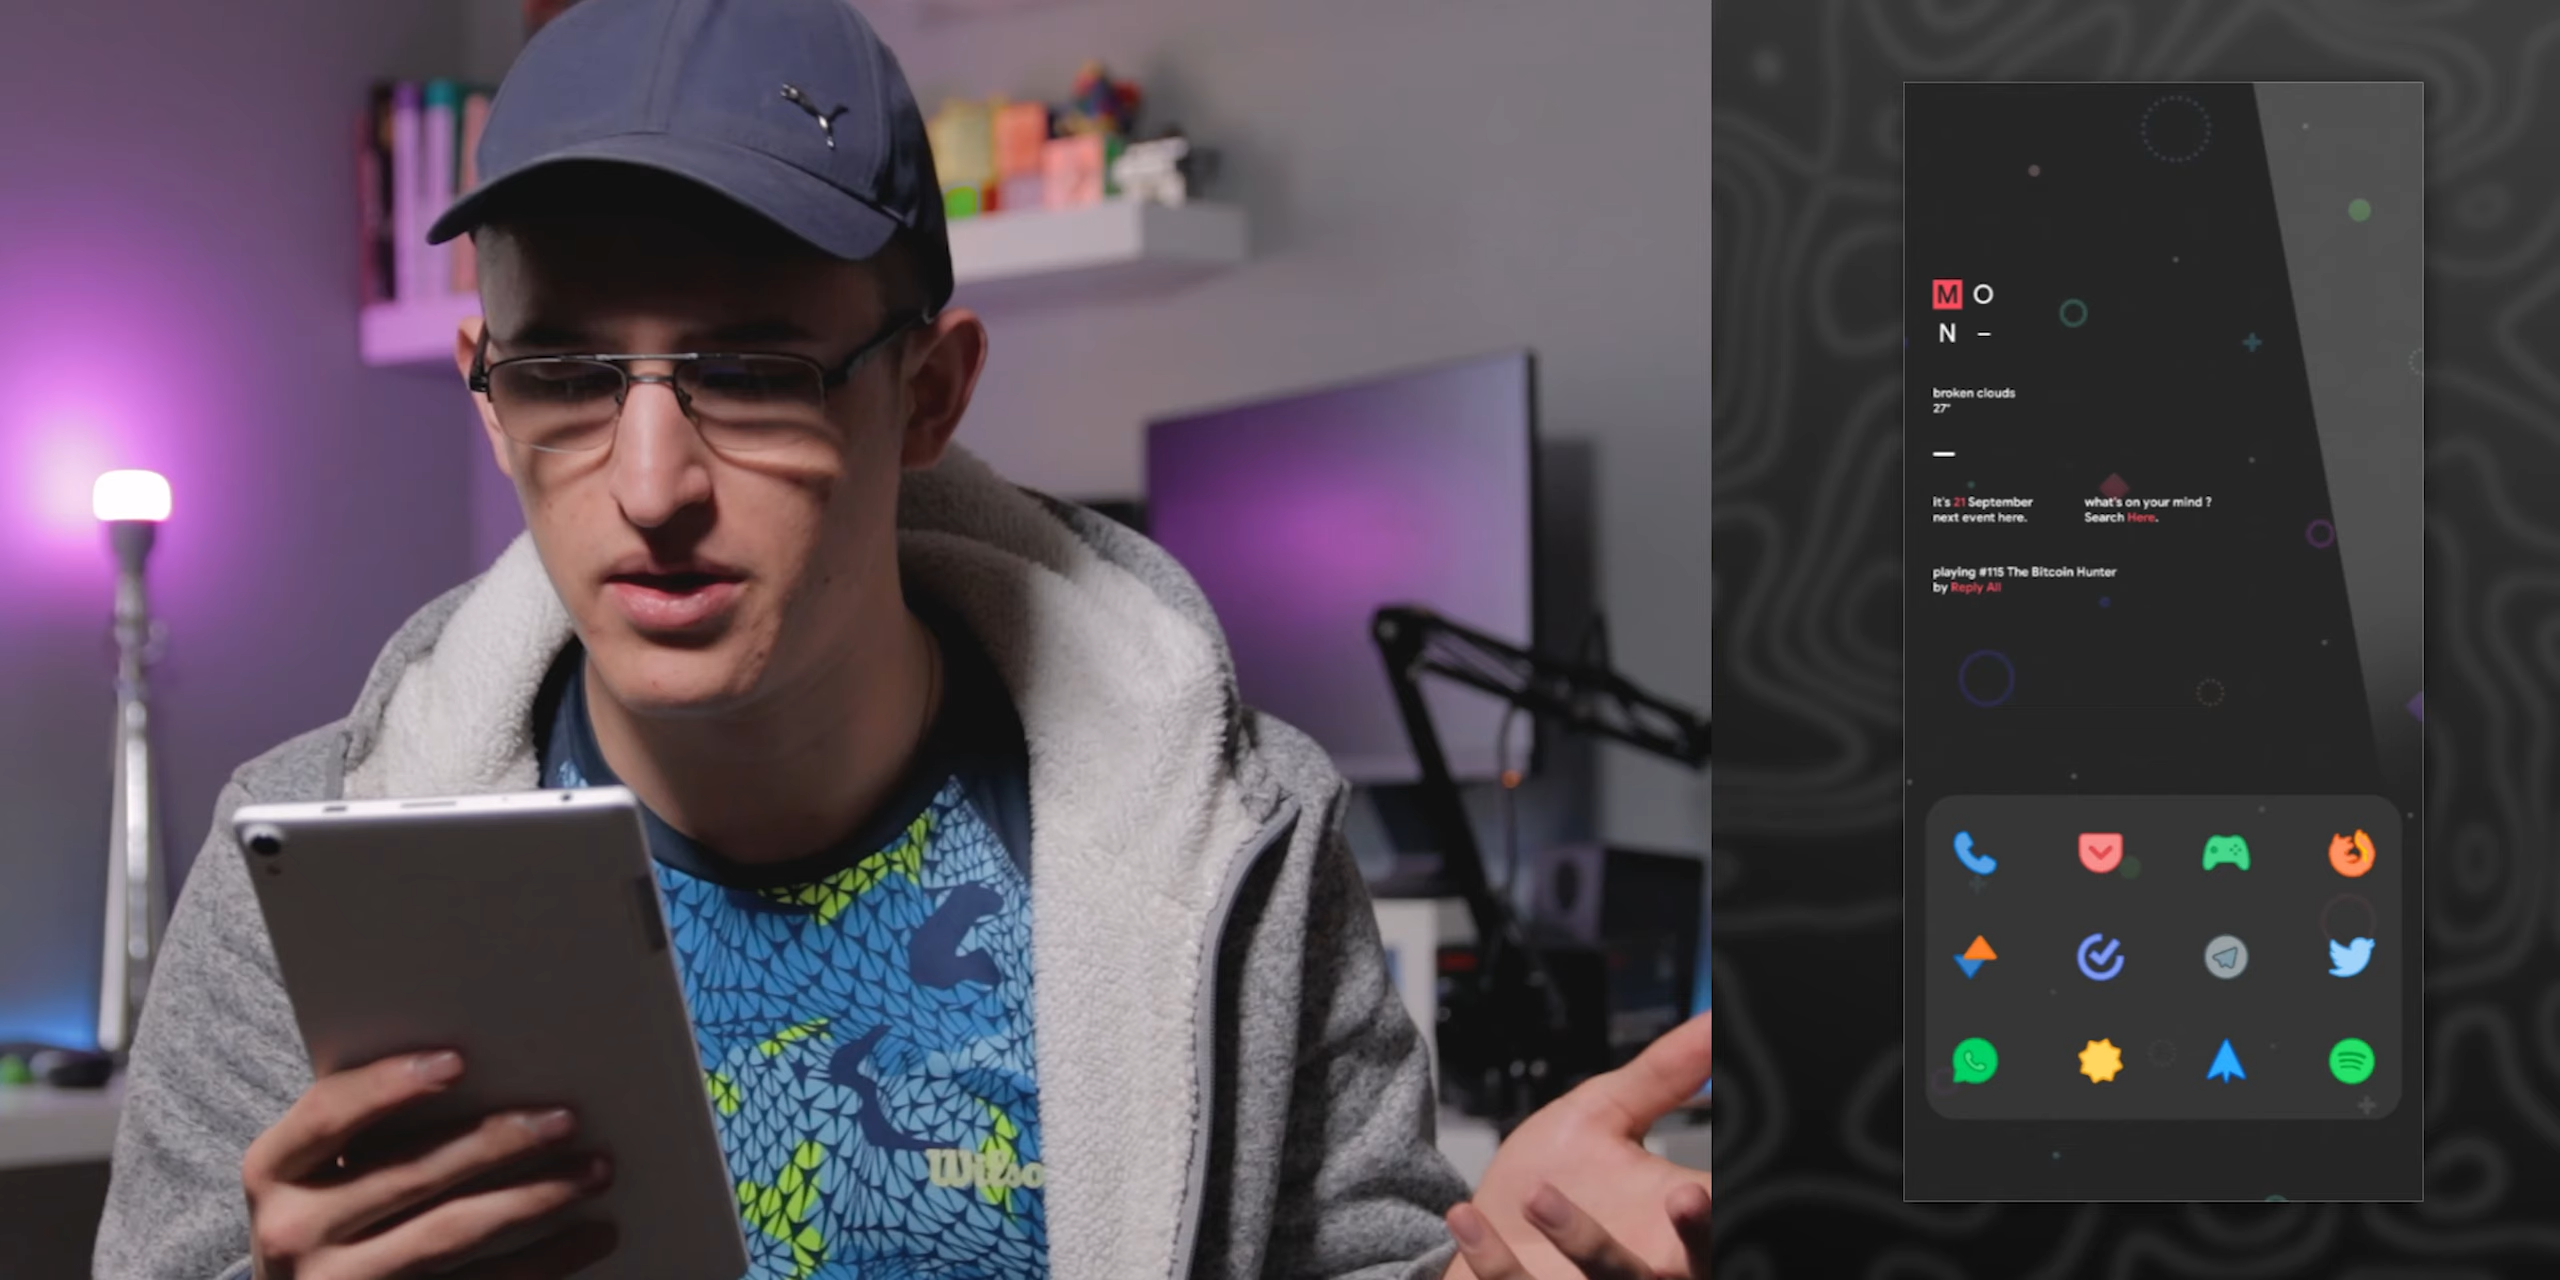 Wilso
M O
N –
broken clouds
27°
it's 21 September
next event here.
what's on your mind ?
Search Here.
playing #115 The Bitcoin Hunter
by Reply All